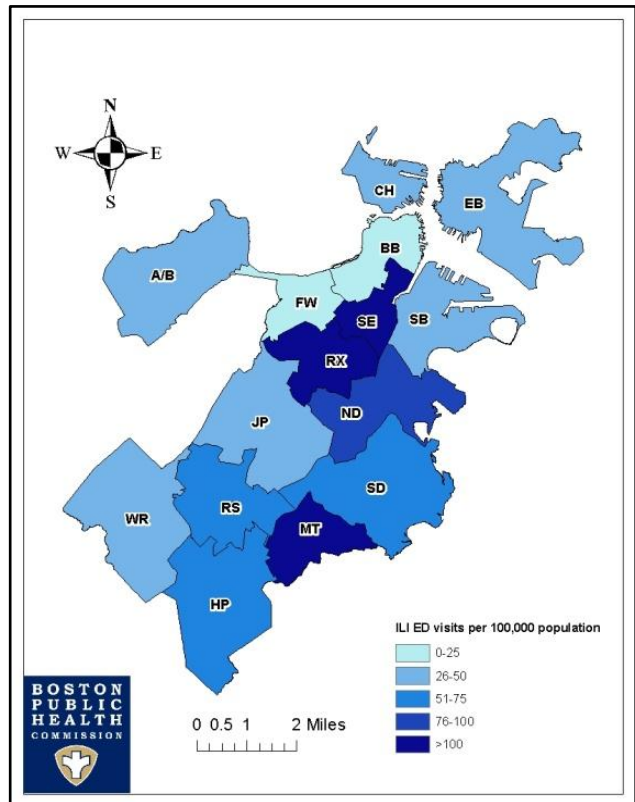 N
W E
S
CH
EB
BB
A/B
FW
SE
SB
RX
ND
JP
SD
WR
RS
MT
HP
ILI ED visits per 100,000 population
0-25
26-50
51-75
76-100
>100
BOSTON
PUBLIC
HEALTH
COMMISSION
0 0.5 1 2 Miles